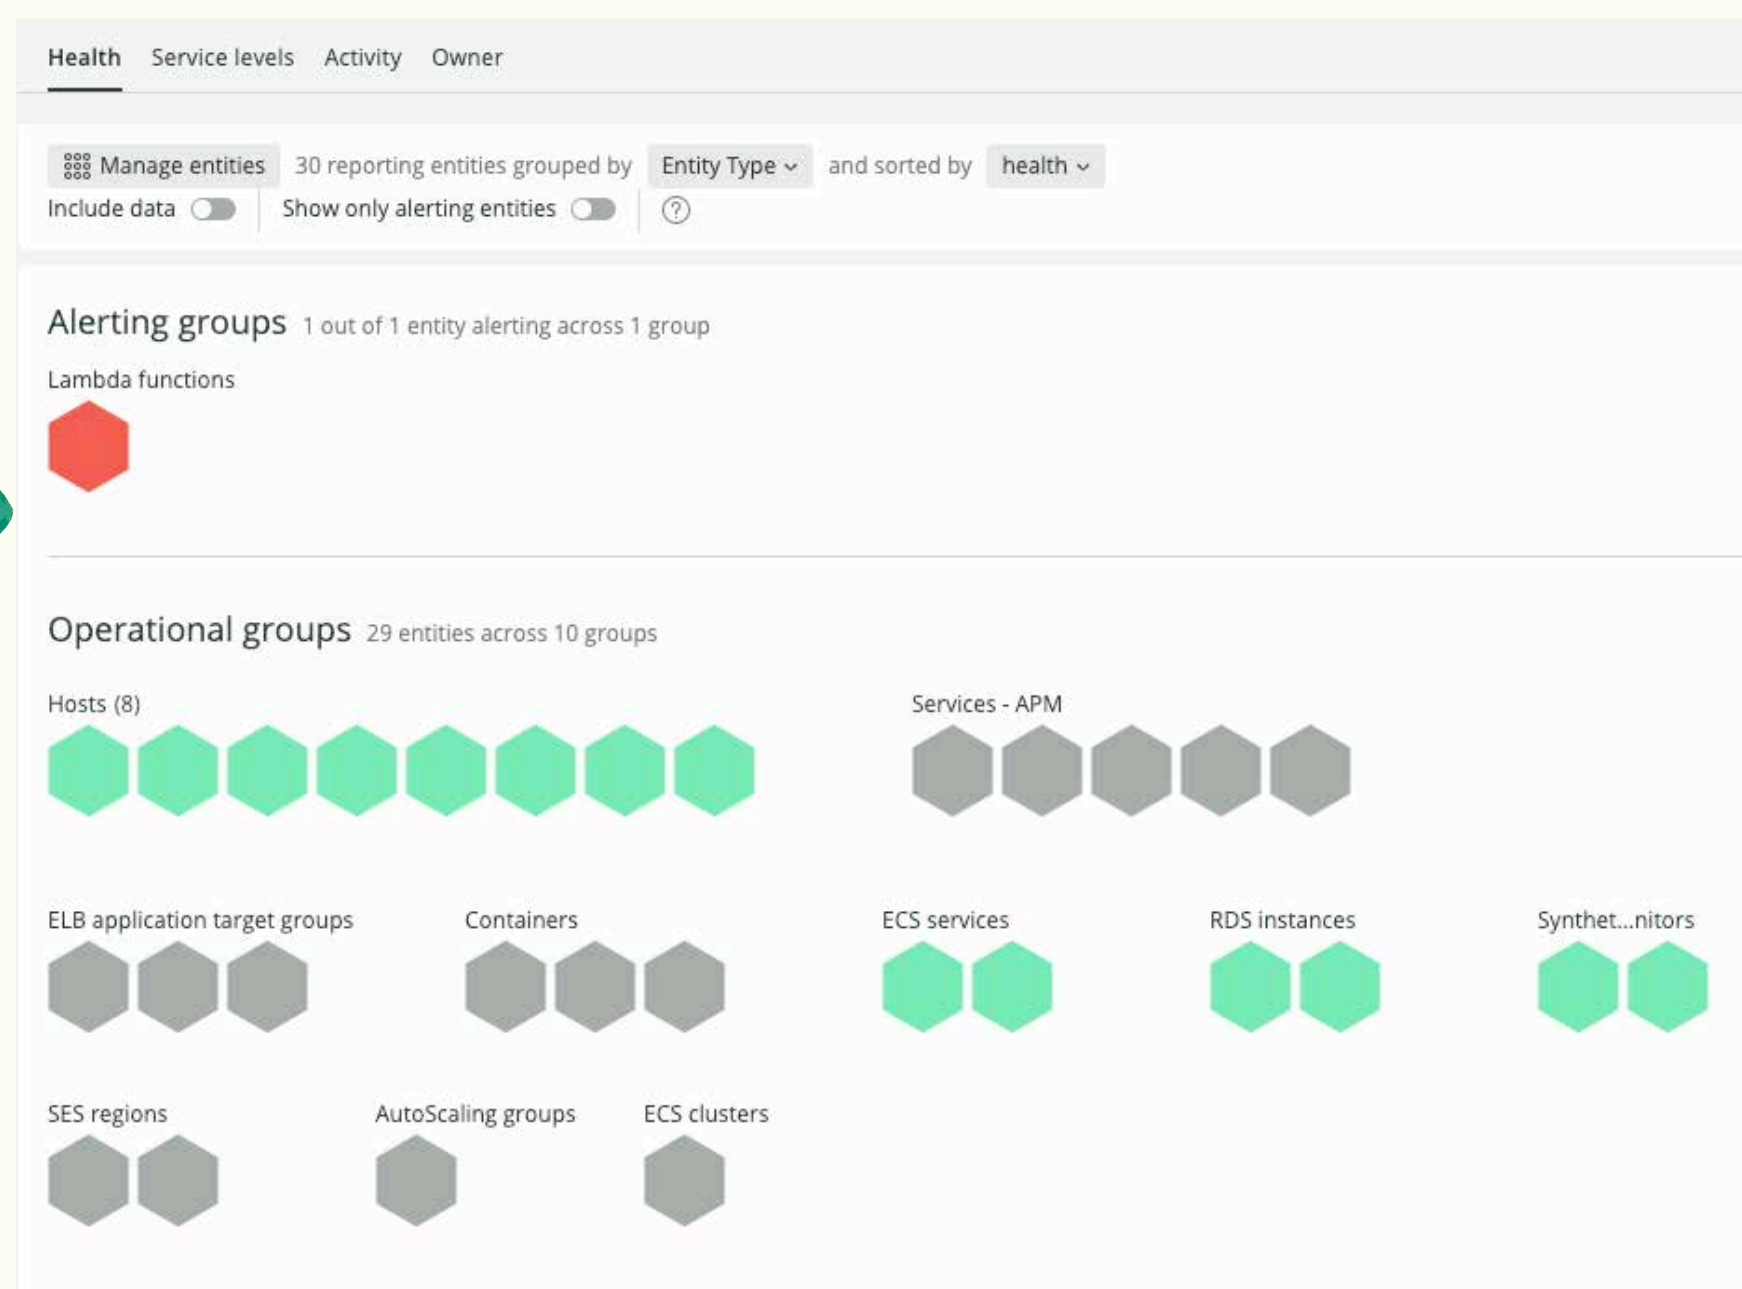 Health Service levels Activity Owner
Manage entities 30 reporting entities grouped by Entity Type and sorted by health
Include data Show only alerting entities ?
Alerting groups 1 out of 1 entity alerting across 1 group
Lambda functions
Operational groups 29 entities across 10 groups
Hosts (8) Services - APM
ELB application target groups Containers ECS services RDS instances Synthet...nitors
SES regions AutoScaling groups ECS clusters